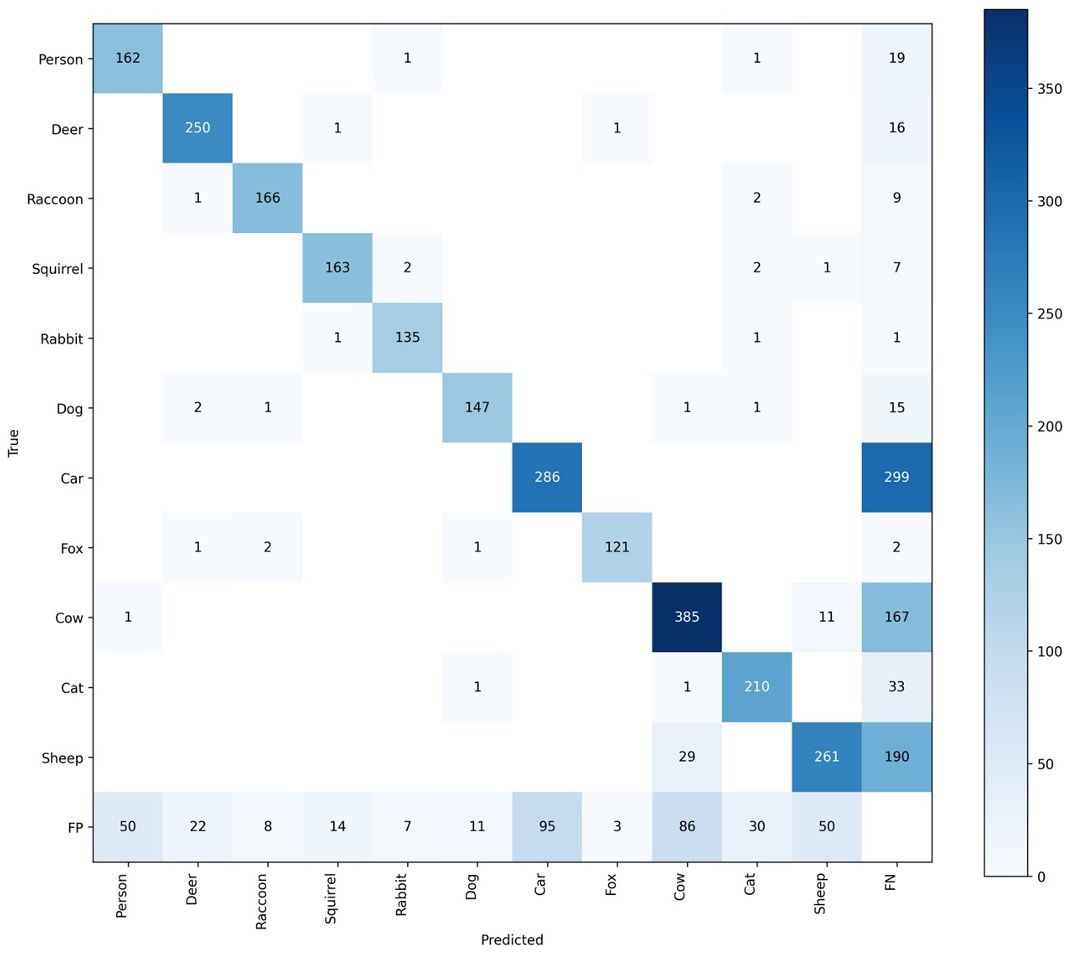 Person 162 1 1 19
Deer 250 1 1 16
Raccoon 1 166 2 9
Squirrel 163 2 2 1 7
Rabbit 1 135 1 1
Dog 2 1 147 1 1 15
Car 286 299
Fox 1 2 1 121 2
Cow 1 385 11 167
Cat 1 1 210 33
Sheep 29 261 190
FP 50 22 8 14 7 11 95 3 86 30 50
Person Deer Raccoon Squirrel Rabbit Dog Car Fox Cow Cat Sheep FN
Predicted
True
350
300
250
200
150
100
50
0